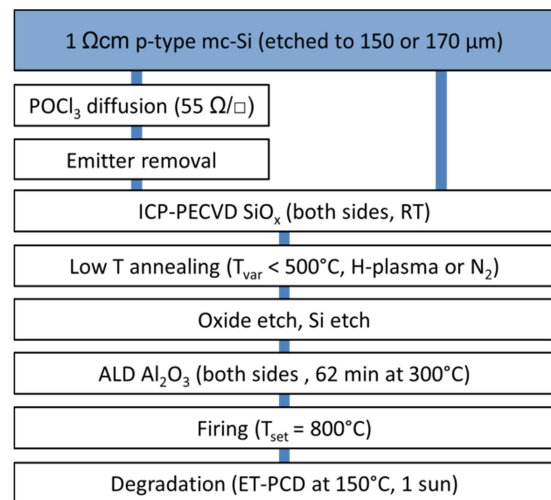 1 Ωcm p-type mc-Si (etched to 150 or 170 µm)
POCl₃ diffusion (55 Ω/□)
Emitter removal
ICP-PECVD SiOₓ (both sides, RT)
Low T annealing (Tᵥₐᵣ < 500°C, H-plasma or N₂)
Oxide etch, Si etch
ALD Al₂O₃ (both sides , 62 min at 300°C)
Firing (Tₛₑₜ = 800°C)
Degradation (ET-PCD at 150°C, 1 sun)